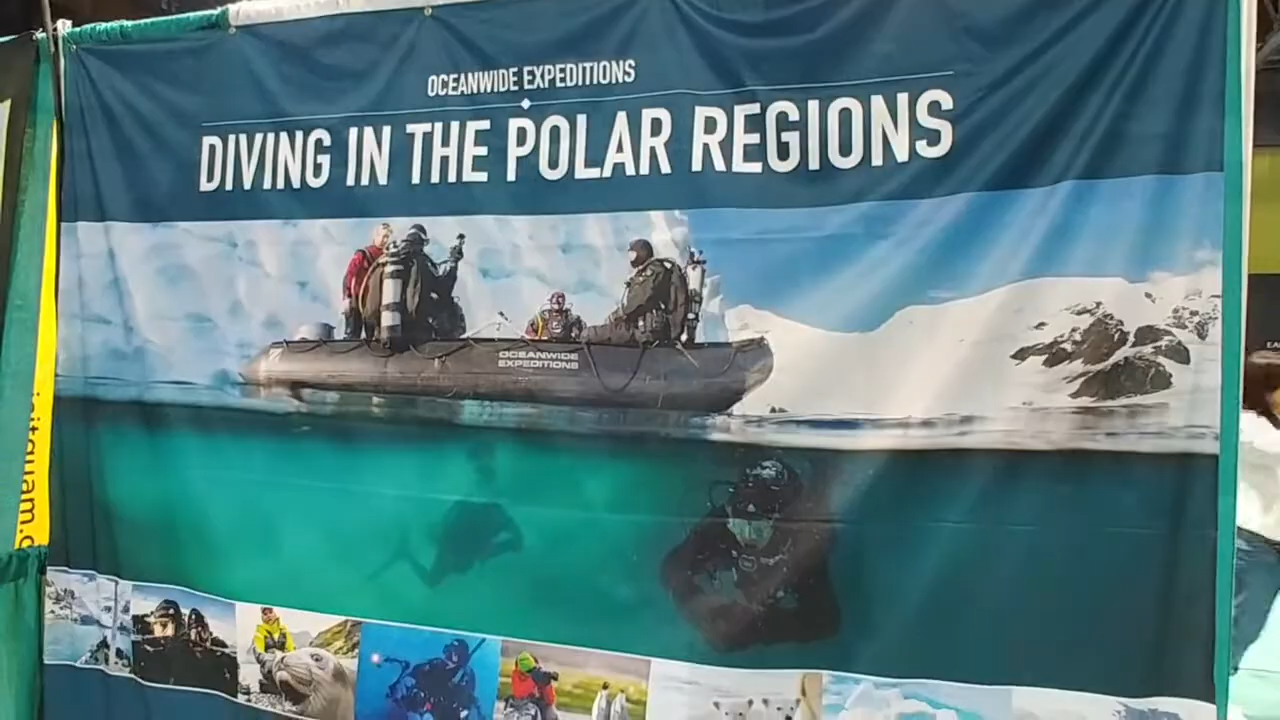 OCEANWIDE EXPEDITIONS
DIVING IN THE POLAR REGIONS
OCEANWIDE
EXPEDITIONS